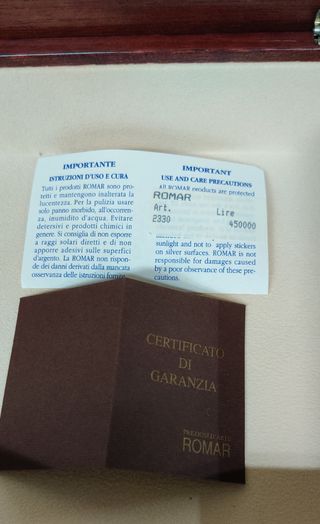 IMPORTANTE
ISTRUZIONI D'USO E CURA
Tutti i prodotti ROMAR sono pro-
tetti e mantengono inalterata la
lucentezza. Per la pulizia usare
solo panno morbido, all'occorren-
za, inumidito d'acqua. Evitare
detersivi e prodotti chimici in
genere. Si consiglia di non esporre
a raggi solari diretti e di non
apporre adesivi sulle superfici
d'argento. La ROMAR non rispon-
de dei danni derivati dalla mancata
osservanza delle istruzioni fornite.
IMPORTANT
USE AND CARE PRECAUTIONS
All ROMAR products are protected
ROMAR
Art. Lire
2330 450000
sunlight and not to apply stickers
on silver surfaces. ROMAR is not
responsible for damages caused
by a poor observance of these pre-
cautions.
CERTIFICATO
DI
GARANZIA
PREZIOSI D'ARTE
ROMAR